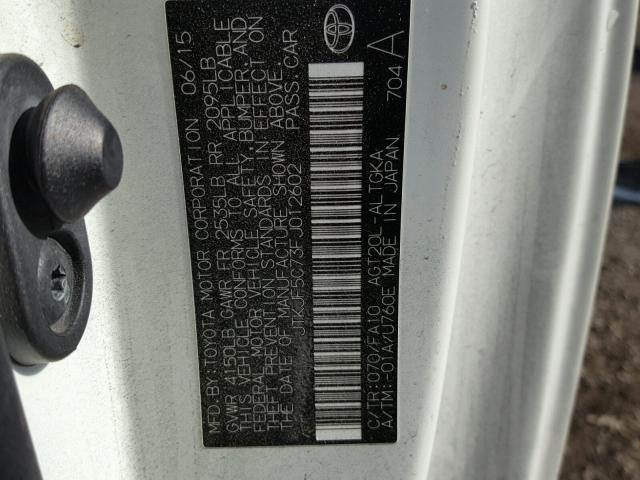 MFD.BY:TOYOTA MOTOR CORPORATION 06/15
GVWR 4150LB GAWR FR 2535LB RR 2095LB
THIS VEHICLE CONFORMS TO ALL APPLICABLE
FEDERAL MOTOR VEHICLE SAFETY, BUMPER, AND
THEFT PREVENTION STANDARDS IN EFFECT ON
THE DATE OF MANUFACTURE SHOWN ABOVE.
JTKJF5C73FJ012602 PASS.CAR
C/TR:070/FA10 AGT20L-ALTGKA
A/TM:-01A/U760E MADE IN JAPAN 704 A